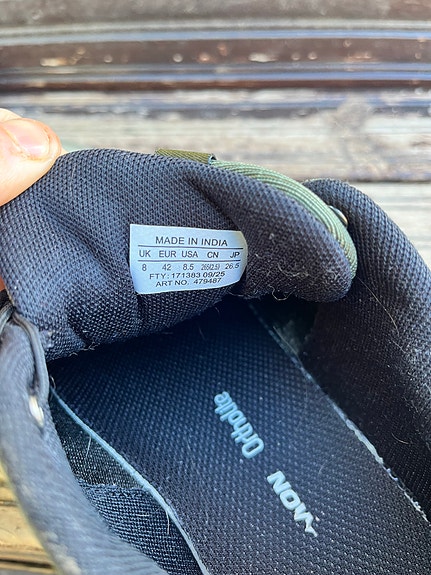 MADE IN INDIA
UK EUR USA CN JP
8 42 8.5 265(2.5) 26.5
FTY: 171383 09/25
ART NO. 479487
Ortholite
NOW